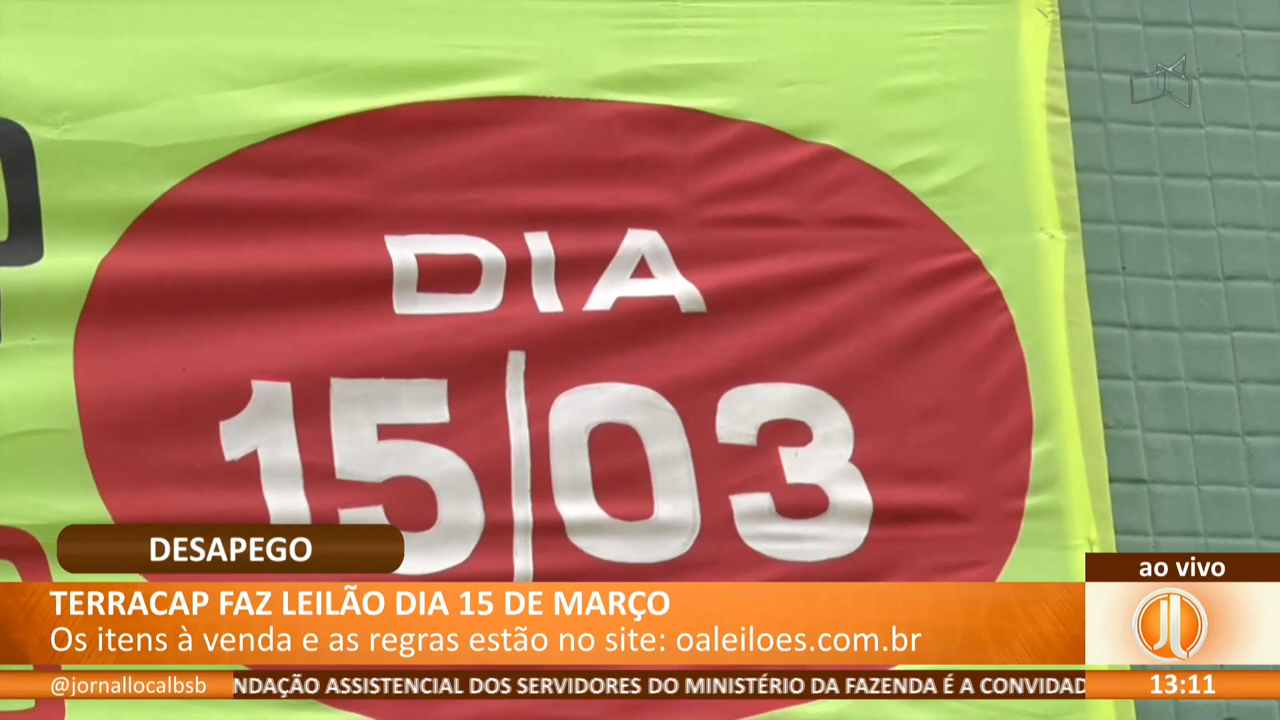 DIA
15|03
DESAPEGO
ao vivo
TERRACAP FAZ LEILÃO DIA 15 DE MARÇO
Os itens à venda e as regras estão no site: oaleiloes.com.br
JL
@jornallocalbsb
NDAÇÃO ASSISTENCIAL DOS SERVIDORES DO MINISTÉRIO DA FAZENDA É A CONVIDAD
13:11